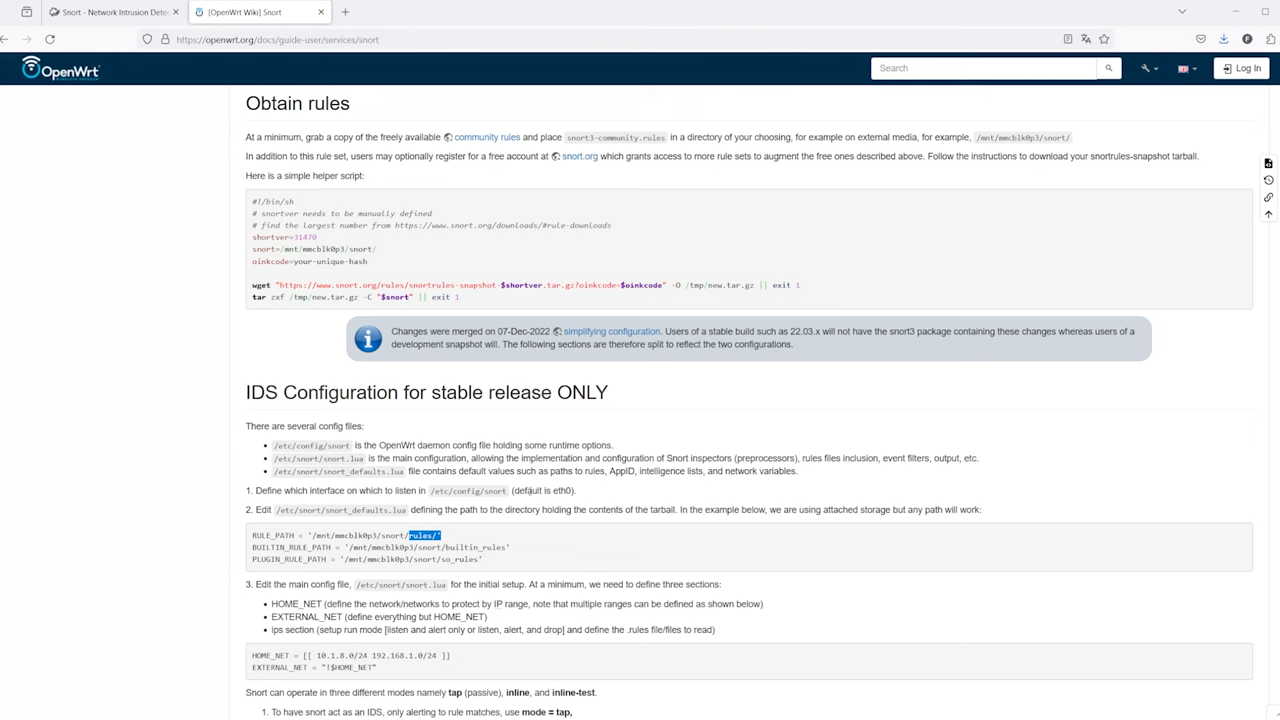 Snort - Network Intrusion Detec
[OpenWrt Wiki] Snort
https://openwrt.org/docs/guide-user/services/snort
OpenWrt
Search
Log In
Obtain rules
At a minimum, grab a copy of the freely available community rules and place snort3-community.rules in a directory of your choosing, for example on external media, for example, /mnt/mmcblk0p3/snort/
In addition to this rule set, users may optionally register for a free account at snort.org which grants access to more rule sets to augment the free ones described above. Follow the instructions to download your snortrules-snapshot tarball.
Here is a simple helper script:
#!/bin/sh
# snortver needs to be manually defined
# find the largest number from https://www.snort.org/downloads/#rule-downloads
shortver=31470
snort=/mnt/mmcblk0p3/snort/
oinkcode=your-unique-hash
wget "https://www.snort.org/rules/snortrules-snapshot-$shortver.tar.gz?oinkcode=$oinkcode" -O /tmp/new.tar.gz || exit 1
tar zxf /tmp/new.tar.gz -C "$snort" || exit 1
Changes were merged on 07-Dec-2022 simplifying configuration. Users of a stable build such as 22.03.x will not have the snort3 package containing these changes whereas users of a
development snapshot will. The following sections are therefore split to reflect the two configurations.
IDS Configuration for stable release ONLY
There are several config files:
• /etc/config/snort is the OpenWrt daemon config file holding some runtime options.
• /etc/snort/snort.lua is the main configuration, allowing the implementation and configuration of Snort inspectors (preprocessors), rules files inclusion, event filters, output, etc.
• /etc/snort/snort_defaults.lua file contains default values such as paths to rules, AppID, intelligence lists, and network variables.
1. Define which interface on which to listen in /etc/config/snort (default is eth0).
2. Edit /etc/snort/snort_defaults.lua defining the path to the directory holding the contents of the tarball. In the example below, we are using attached storage but any path will work:
RULE_PATH = '/mnt/mmcblk0p3/snort/rules/'
BUILTIN_RULE_PATH = '/mnt/mmcblk0p3/snort/builtin_rules'
PLUGIN_RULE_PATH = '/mnt/mmcblk0p3/snort/so_rules'
3. Edit the main config file, /etc/snort/snort.lua for the initial setup. At a minimum, we need to define three sections:
• HOME_NET (define the network/networks to protect by IP range, note that multiple ranges can be defined as shown below)
• EXTERNAL_NET (define everything but HOME_NET)
• ips section (setup run mode [listen and alert only or listen, alert, and drop] and define the .rules file/files to read)
HOME_NET = [[ 10.1.8.0/24 192.168.1.0/24 ]]
EXTERNAL_NET = "!$HOME_NET"
Snort can operate in three different modes namely tap (passive), inline, and inline-test.
1. To have snort act as an IDS, only alerting to rule matches, use mode = tap,